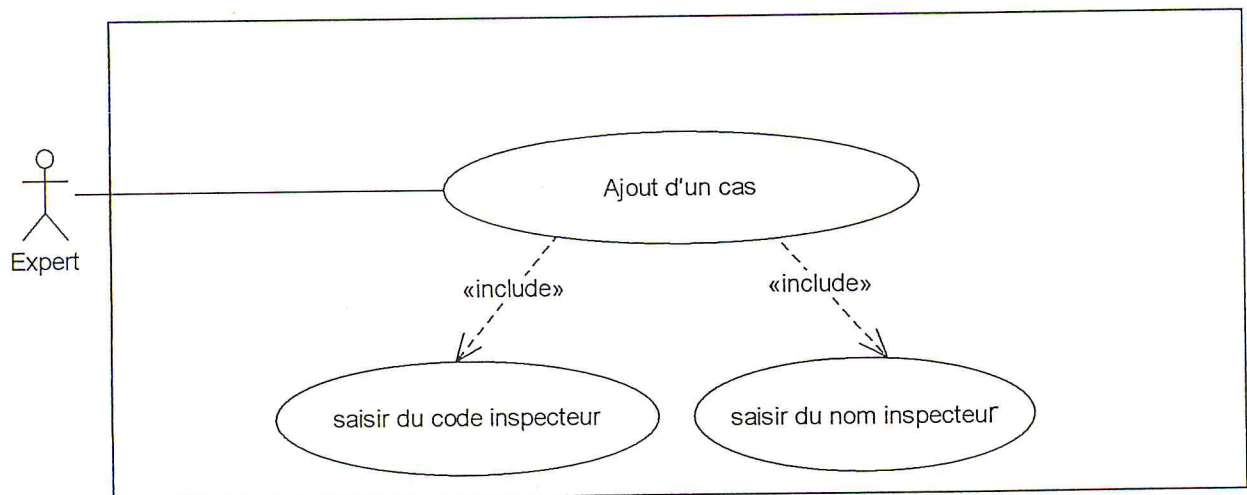 Ajout d'un cas
Expert
«include»
«include»
saisir du code inspecteur
saisir du nom inspecteur